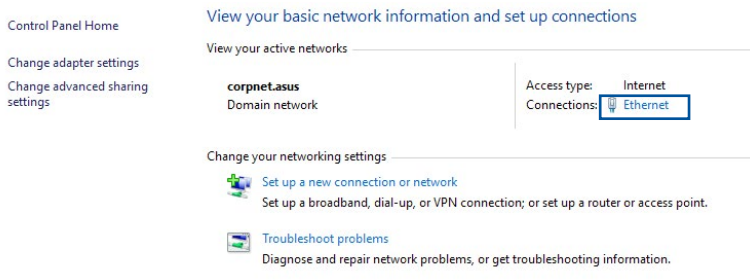 View your basic network information and set up connections
Control Panel Home
View your active networks
Change adapter settings
Change advanced sharing
settings
corpnet.asus
Domain network
Access type: Internet
Connections: Ethernet
Change your networking settings
Set up a new connection or network
Set up a broadband, dial-up, or VPN connection; or set up a router or access point.
Troubleshoot problems
Diagnose and repair network problems, or get troubleshooting information.